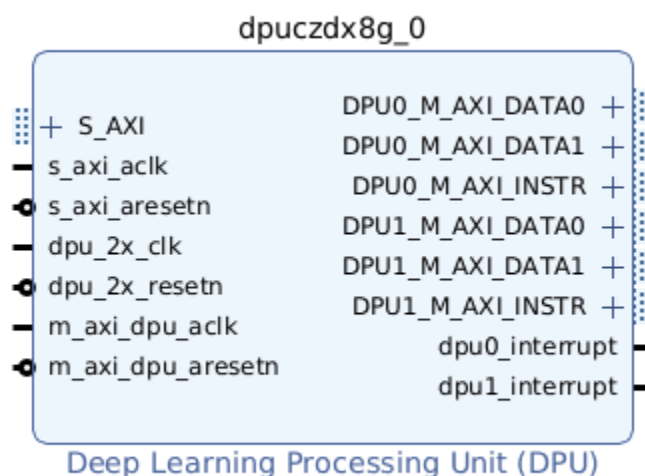 dpuczdx8g_0
S_AXI
s_axi_aclk
s_axi_aresetn
dpu_2x_clk
dpu_2x_resetn
m_axi_dpu_aclk
m_axi_dpu_aresetn
DPU0_M_AXI_DATA0
DPU0_M_AXI_DATA1
DPU0_M_AXI_INSTR
DPU1_M_AXI_DATA0
DPU1_M_AXI_DATA1
DPU1_M_AXI_INSTR
dpu0_interrupt
dpu1_interrupt
Deep Learning Processing Unit (DPU)